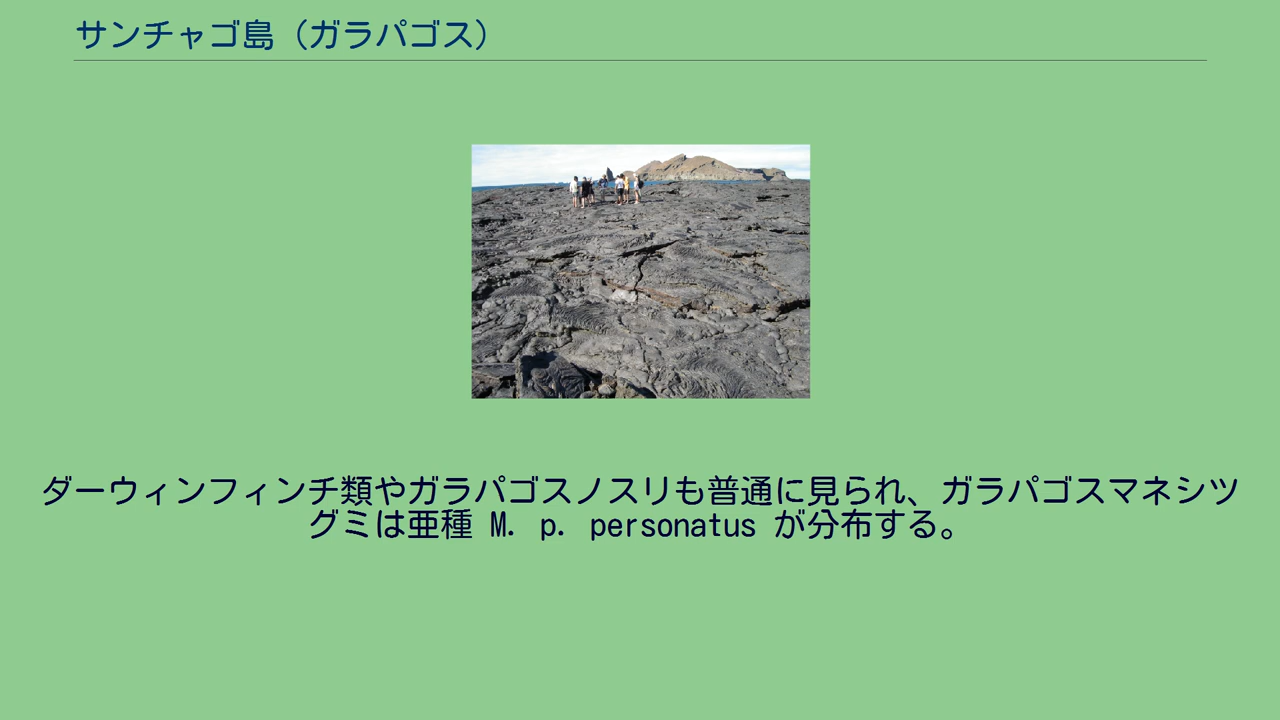 サンチャゴ島（ガラパゴス）
ダーウィンフィンチ類やガラパゴスノスリも普通に見られ、ガラパゴスマネシツ
グミは亜種 M. p. personatus が分布する。